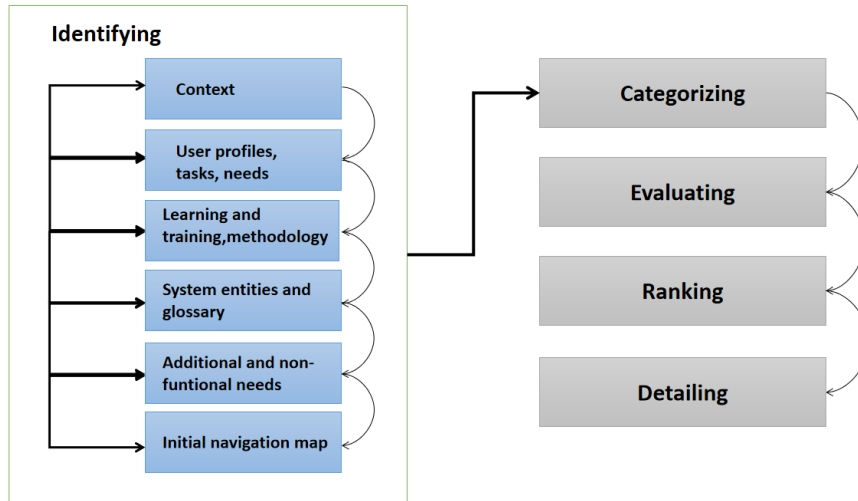 Identifying
Context
User profiles,
tasks, needs
Learning and
training,methodology
System entities and
glossary
Additional and non-
funtional needs
Initial navigation map
Categorizing
Evaluating
Ranking
Detailing